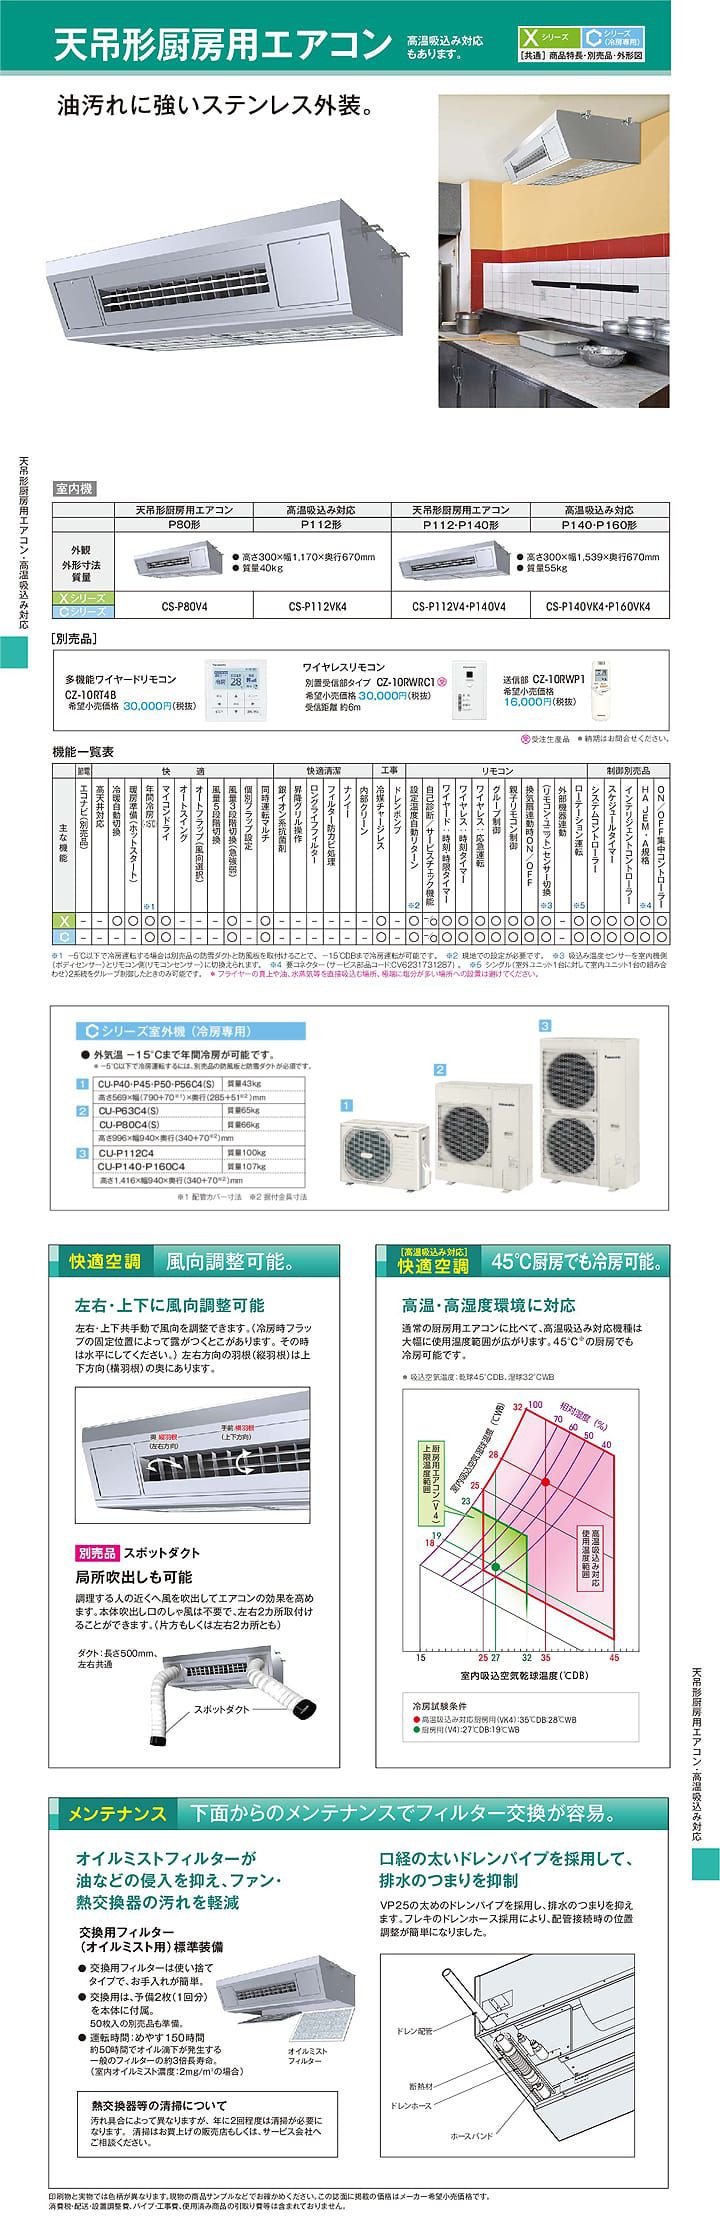 天吊形厨房用エアコン 高温吸込み対応
もあります。
X シリーズ
C シリーズ
(冷房専用)
[共通] 商品特長・別売品・外形図
油汚れに強いステンレス外装。
天吊形厨房用エアコン・高温吸込み対応
室内機
天吊形厨房用エアコン 高温吸込み対応 天吊形厨房用エアコン 高温吸込み対応
P80形 P112形 P112・P140形 P140・P160形
外観
外形寸法
質量
● 高さ300×幅1,170×奥行670mm
● 質量40kg
● 高さ300×幅1,539×奥行670mm
● 質量55kg
Xシリーズ
Cシリーズ
CS-P80V4 CS-P112VK4 CS-P112V4・P140V4 CS-P140VK4・P160VK4
[別売品]
多機能ワイヤードリモコン
CZ-10RT4B
希望小売価格 30,000円(税抜)
ワイヤレスリモコン
別置受信部タイプ CZ-10RWRC1 受
希望小売価格 30,000円(税抜)
受信距離 約6m
送信部 CZ-10RWP1
希望小売価格
16,000円(税抜)
受 受注生産品 ＊納期はお問合せください。
機能一覧表
主な機能
節電
快適
快適清潔
工事
リモコン
制御別売品
エコナビ(別売品)
高天井対応
冷暖自動切換
暖房準備(ホットスタート)
年間冷房-15℃ ※1
マイコンドライ
オートスイング
オートフラップ(風向選択)
風量5段階切換
風量3段階切換(急強弱)
個別フラップ設定
同時運転マルチ
銀イオン系抗菌剤
昇降グリル操作
ロングライフフィルター
フィルター防カビ処理
ナノイー
内部クリーン
冷媒チャージレス
ドレンポンプ
設定温度自動リターン ※2
自己診断/サービスチェック機能
ワイヤード:時刻・時限タイマー
ワイヤレス:時刻タイマー
ワイヤレス:応急運転
グループ制御
親子リモコン制御
換気扇連動時ON/OFF
(リモコン・ユニット)センサー切換 ※3
外部機器連動
ローテーション運転 ※5
システムコントローラー
スケジュールタイマー
インテリジェントコントローラー
HA JEM・A規格 ※4
ON/OFF集中コントローラー
X － － ○ ○ ○ ○ － － － ○ － ○ － － － － － － ○ － ○ －○ ○ ○ ○ ○ ○ ○ ○ － ○ ○ ○ ○ ○ ○
C － － － － ○ ○ － － － ○ － ○ － － － － － － ○ － ○ －○ ○ ○ ○ ○ ○ ○ ○ － ○ ○ ○ ○ ○ ○
※1 －5℃以下で冷房運転する場合は別売品の防雪ダクトと防風板を取付けることで、－15℃DBまで冷房運転が可能です。 ※2 現地での設定が必要です。 ※3 吸込み温度センサーを室内機側
(ボディセンサー)とリモコン側(リモコンセンサー)に切換えられます。 ※4 要コネクター(サービス部品コード:CV6231731287)。 ※5 シングル(室外ユニット1台に対して室内ユニット1台の組み合
わせ)2系統をグループ制御したときのみ可能です。 ＊フライヤーの真上や油、水蒸気等を直接吸込む場所、極端に塩分が多い場所への設置は避けてください。
Cシリーズ室外機(冷房専用)
● 外気温 －15℃まで年間冷房が可能です。
＊－5℃以下で冷房運転するには、別売品の防風板と防雪ダクトが必須です。
1 CU-P40・P45・P50・P56C4(S) 質量43kg
高さ569×幅(790+70※1)×奥行(285+51※2)mm
2 CU-P63C4(S) 質量65kg
CU-P80C4(S) 質量66kg
高さ996×幅940×奥行(340+70※2)mm
3 CU-P112C4 質量100kg
CU-P140・P160C4 質量107kg
高さ1,416×幅940×奥行(340+70※2)mm
※1 配管カバー寸法 ※2 据付金具寸法
1
2
3
快適空調 風向調整可能。
左右・上下に風向調整可能
左右・上下共手動で風向を調整できます。(冷房時フラッ
プの固定位置によって露がつくとこがあります。その時
は水平にしてください。) 左右方向の羽根(縦羽根)は上
下方向(横羽根)の奥にあります。
奥:縦羽根
(左右方向)
手前:横羽根
(上下方向)
別売品 スポットダクト
局所吹出しも可能
調理する人の近くへ風を吹出してエアコンの効果を高め
ます。本体吹出し口のしゃ風は不要で、左右2カ所取付け
ることができます。(片方もしくは左右2カ所とも)
ダクト:長さ500mm、
左右共通
スポットダクト
[高温吸込み対応]
快適空調 45℃厨房でも冷房可能。
高温・高湿度環境に対応
通常の厨房用エアコンに比べて、高温吸込み対応機種は
大幅に使用温度範囲が広がります。45℃※の厨房でも
冷房可能です。
＊ 吸込空気温度:乾球45℃DB、湿球32℃WB
室内吸込空気湿球温度(℃WB)
相対湿度(%)
32 100 70 60 50 40
28
25
23
19
18
厨房用エアコン(V4)
上限温度範囲
高温吸込み対応
使用温度範囲
15 25 27 32 35 45
室内吸込空気乾球温度(℃DB)
冷房試験条件
● 高温吸込み対応厨房用(VK4):35℃DB 28℃WB
● 厨房用(V4):27℃DB:19℃WB
天吊形厨房用エアコン・高温吸込み対応
メンテナンス 下面からのメンテナンスでフィルター交換が容易。
オイルミストフィルターが
油などの侵入を抑え、ファン・
熱交換器の汚れを軽減
交換用フィルター
(オイルミスト用)標準装備
● 交換用フィルターは使い捨て
タイプで、お手入れが簡単。
● 交換用は、予備2枚(1回分)
を本体に付属。
50枚入の別売品も準備。
● 運転時間:めやす150時間
約50時間でオイル滴下が発生する
一般のフィルターの約3倍長寿命。
(室内オイルミスト濃度:2mg/m³の場合)
オイルミスト
フィルター
熱交換器等の清掃について
汚れ具合によって異なりますが、年に2回程度は清掃が必要に
なります。清掃はお買上げの販売店もしくは、サービス会社へ
ご相談ください。
口径の太いドレンパイプを採用して、
排水のつまりを抑制
VP25の太めのドレンパイプを採用し、排水のつまりを抑え
ます。フレキのドレンホース採用により、配管接続時の位置
調整が簡単になりました。
ドレン配管
断熱材
ドレンホース
ホースバンド
印刷物と実物では色柄が異なります。現物の商品サンプルなどでお確かめください。この誌面に掲載の価格はメーカー希望小売価格です。
消費税・配送・設置調整費、パイプ・工事費、使用済み商品の引取り費等は含まれておりません。